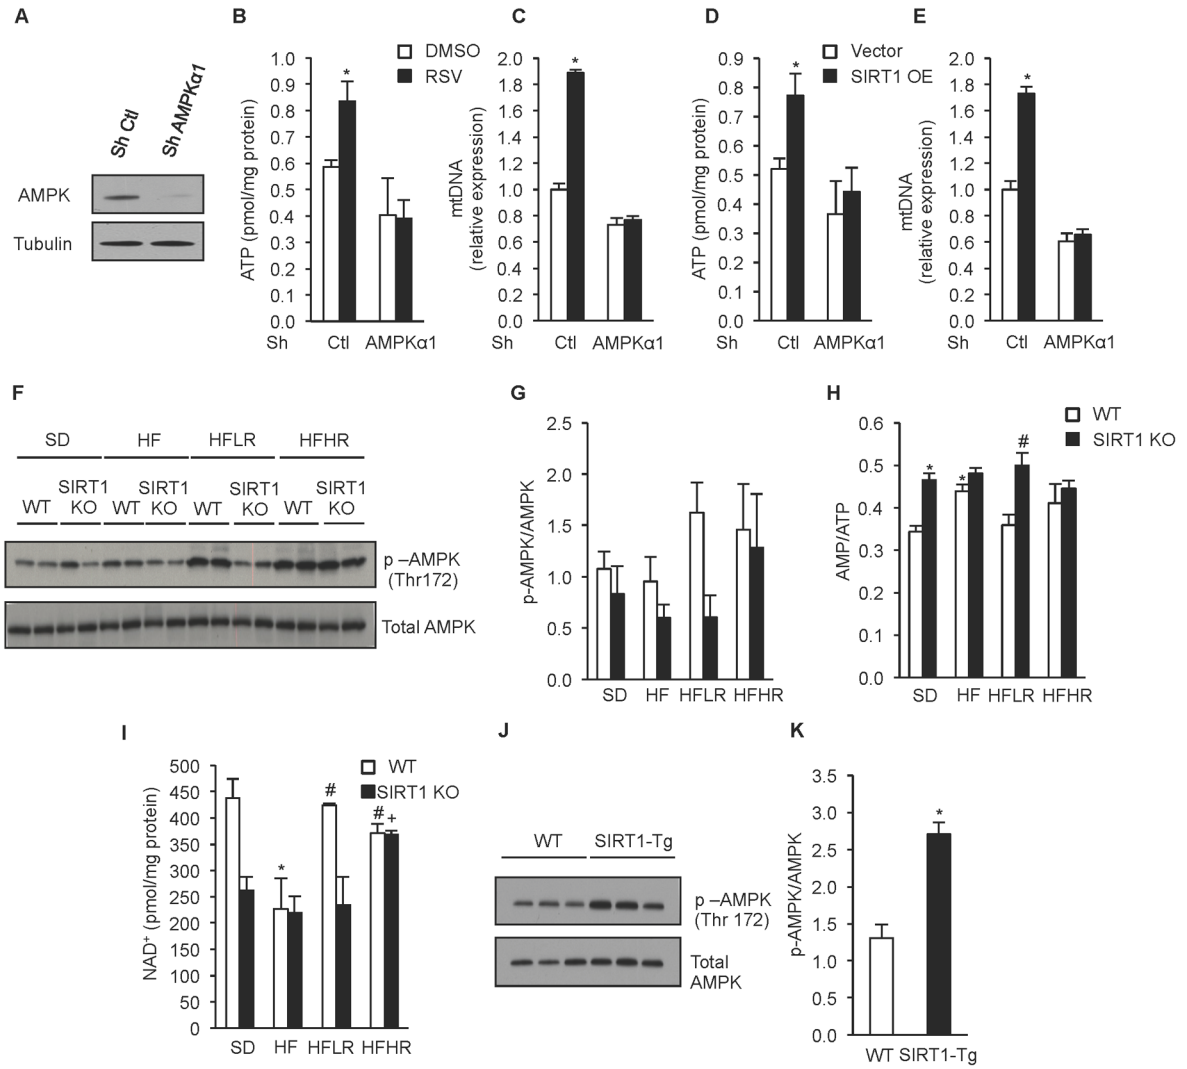 A
Sh Ctl
Sh AMPKα1
AMPK
Tubulin
B
DMSO
RSV
ATP (pmol/mg protein)
1.0
0.9
0.8
0.7
0.6
0.5
0.4
0.3
0.2
0.1
0.0
*
Sh Ctl AMPKα1
C
mtDNA
(relative expression)
2.0
1.8
1.6
1.4
1.2
1.0
0.8
0.6
0.4
0.2
0.0
*
Sh Ctl AMPKα1
D
Vector
SIRT1 OE
ATP (pmol/mg protein)
0.9
0.8
0.7
0.6
0.5
0.4
0.3
0.2
0.1
0.0
*
Sh Ctl AMPKα1
E
mtDNA
(relative expression)
2.0
1.8
1.6
1.4
1.2
1.0
0.8
0.6
0.4
0.2
0.0
*
Sh Ctl AMPKα1
F
SD HF HFLR HFHR
WT SIRT1 KO WT SIRT1 KO WT SIRT1 KO WT SIRT1 KO
p –AMPK
(Thr172)
Total AMPK
G
p-AMPK/AMPK
2.5
2.0
1.5
1.0
0.5
0.0
SD HF HFLR HFHR
H
WT
SIRT1 KO
AMP/ATP
0.6
0.5
0.4
0.3
0.2
0.1
0.0
* * #
SD HF HFLR HFHR
I
WT
SIRT1 KO
NAD⁺ (pmol/mg protein)
500
450
400
350
300
250
200
150
100
50
0
* # # +
SD HF HFLR HFHR
J
WT SIRT1-Tg
p –AMPK
(Thr 172)
Total
AMPK
K
p-AMPK/AMPK
3.5
3.0
2.5
2.0
1.5
1.0
0.5
0.0
*
WT SIRT1-Tg